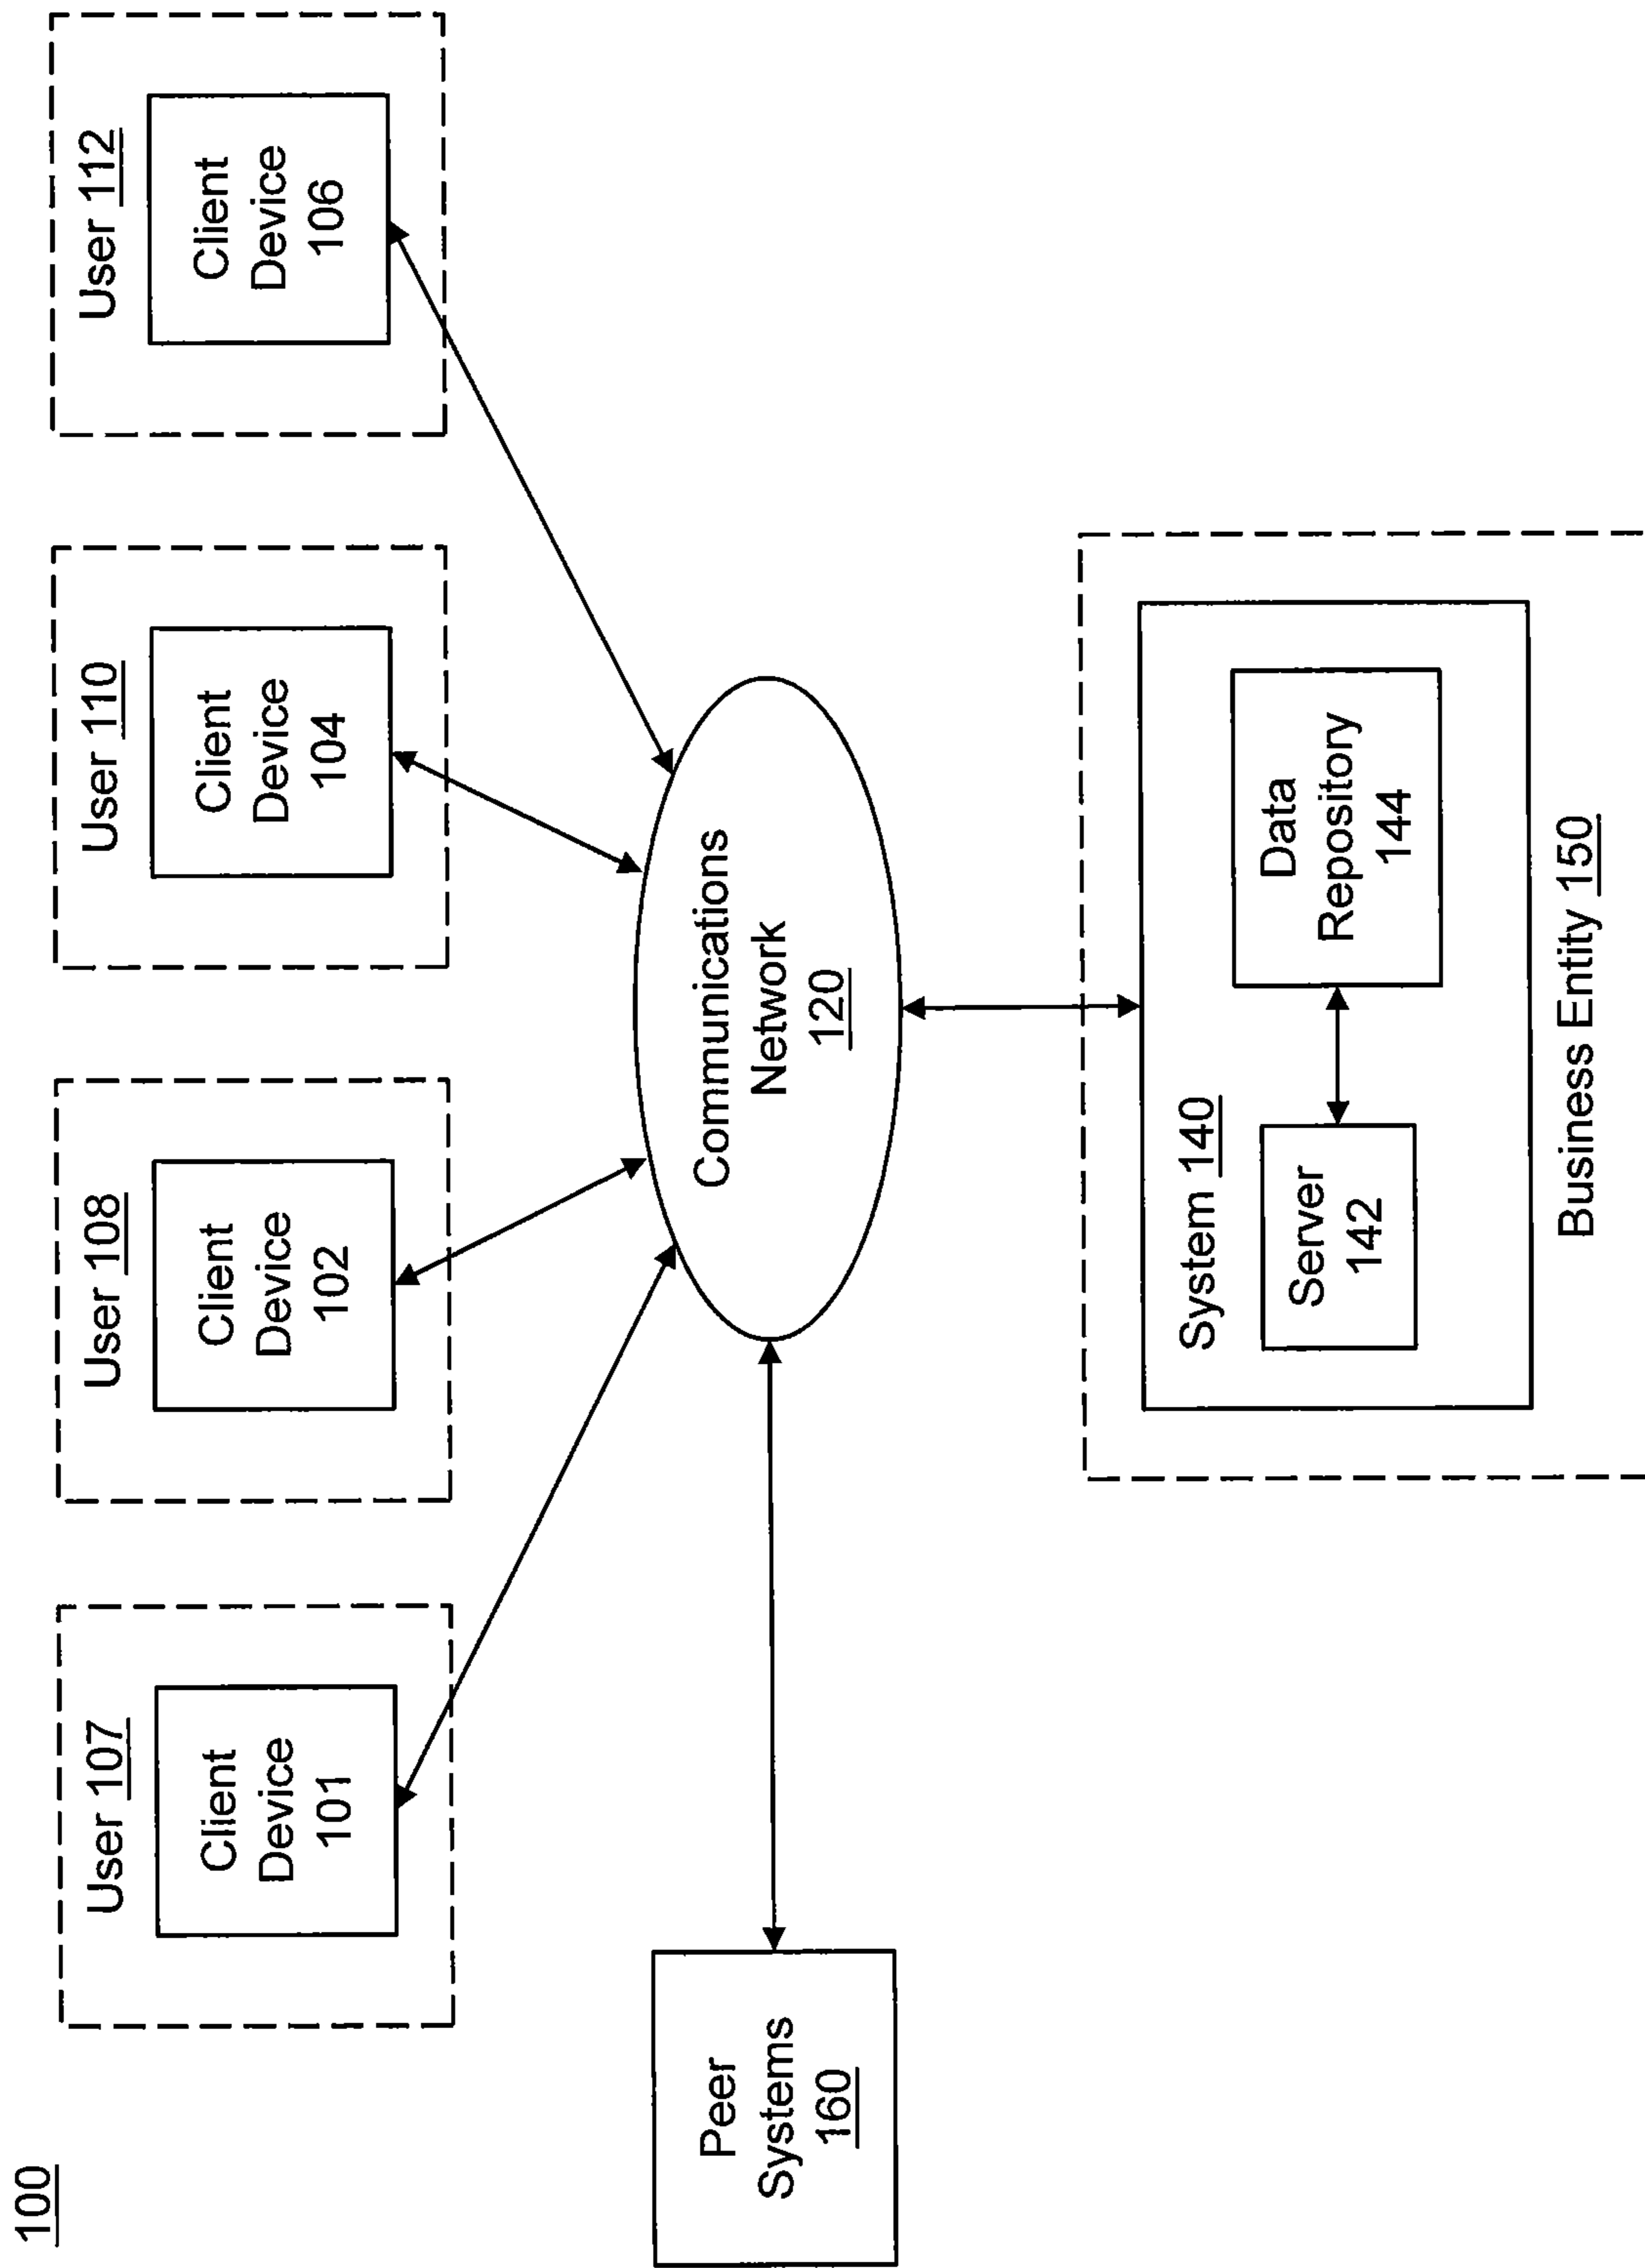 100
User 107
Client
Device
101
User 108
Client
Device
102
User 110
Client
Device
104
User 112
Client
Device
106
Peer
Systems
160
Communications
Network
120
System 140
Server
142
Data
Repository
144
Business Entity 150